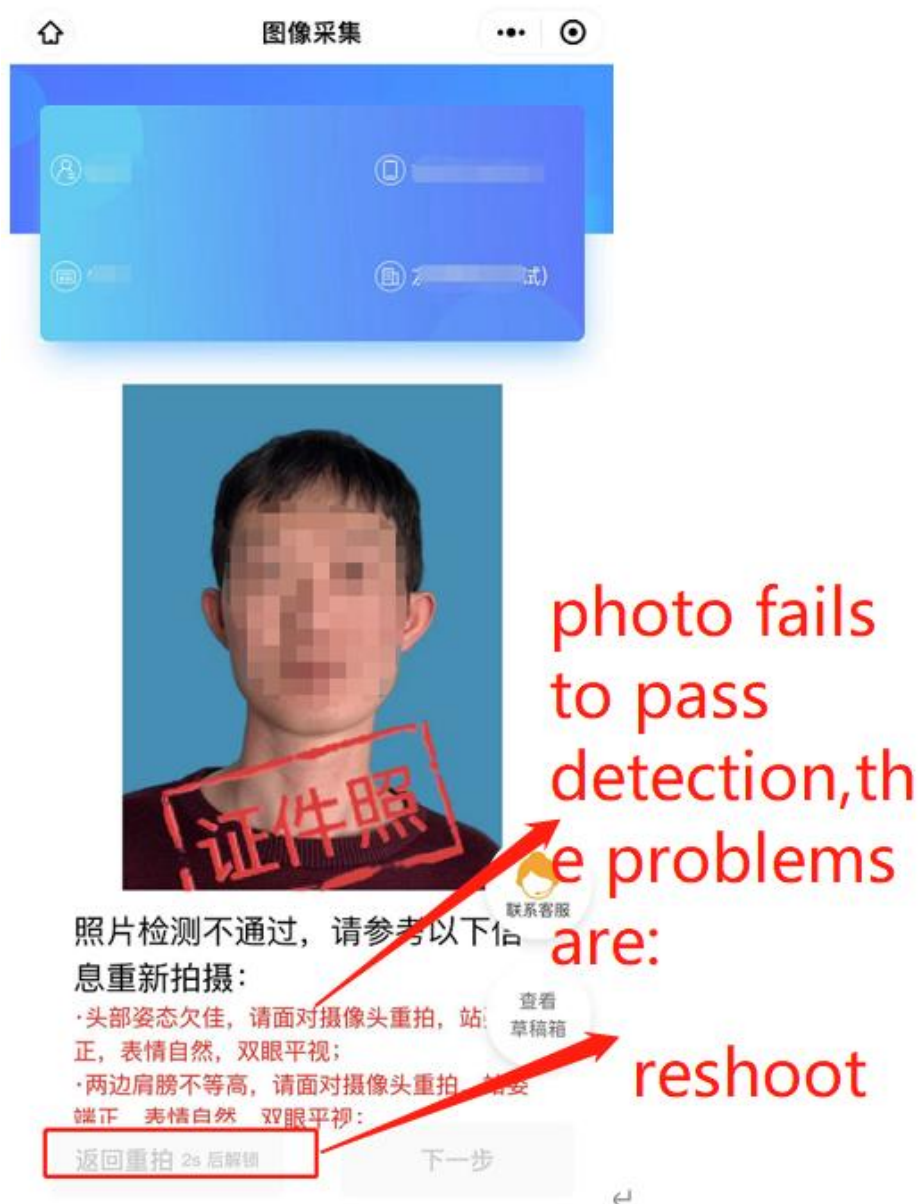 图像采集
试)
证件照
照片检测不通过，请参考以下信
息重新拍摄：
·头部姿态欠佳，请面对摄像头重拍，站
正，表情自然，双眼平视；
·两边肩膀不等高，请面对摄像头重拍
端正，表情自然，双眼平视；
联系客服
查看
草稿箱
返回重拍 2s 后解锁
下一步
photo fails
to pass
detection,th
e problems
are:
reshoot